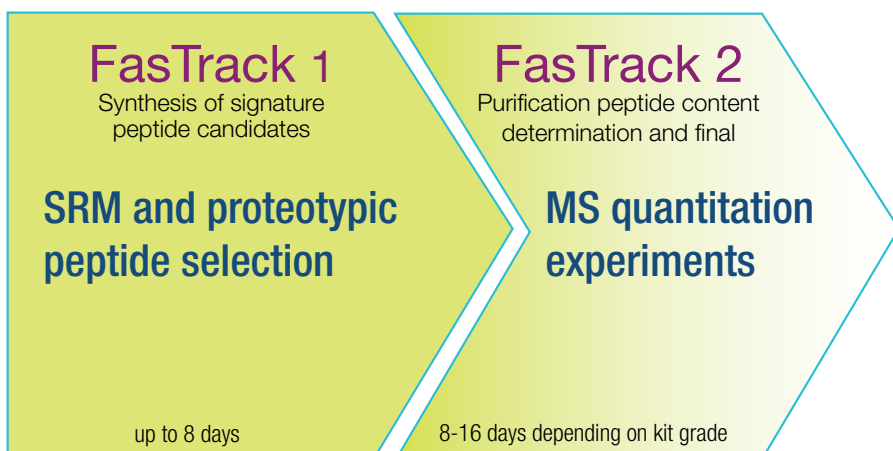 FasTrack 1
Synthesis of signature
peptide candidates
SRM and proteotypic
peptide selection
up to 8 days
FasTrack 2
Purification peptide content
determination and final
MS quantitation
experiments
8-16 days depending on kit grade